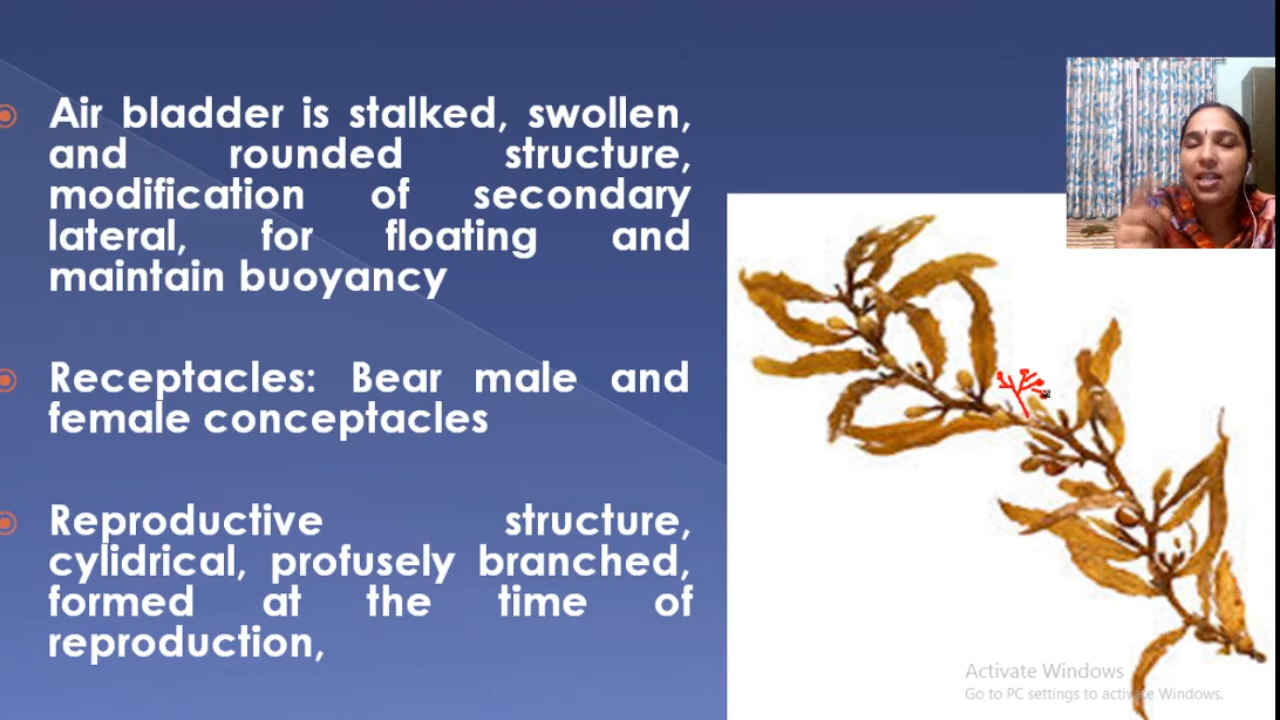 Air bladder is stalked, swollen,
and rounded structure,
modification of secondary
lateral, for floating and
maintain buoyancy
Receptacles: Bear male and
female conceptacles
Reproductive structure,
cylidrical, profusely branched,
formed at the time of
reproduction,
Activate Windows
Go to PC settings to activate Windows.